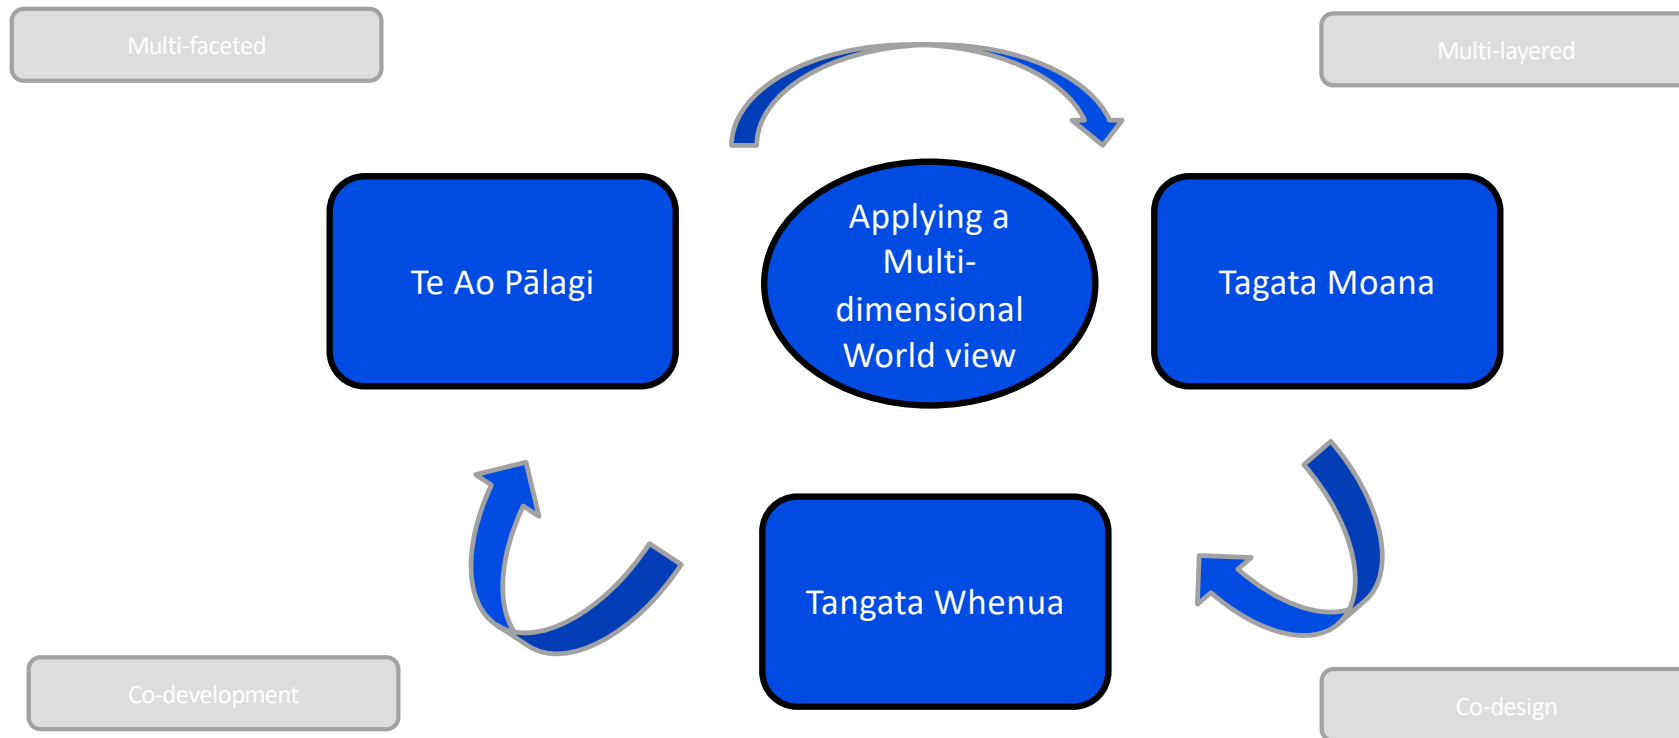 Multi-faceted
Multi-layered
Te Ao Pālagi
Applying a
Multi-
dimensional
World view
Tagata Moana
Tangata Whenua
Co-development
Co-design